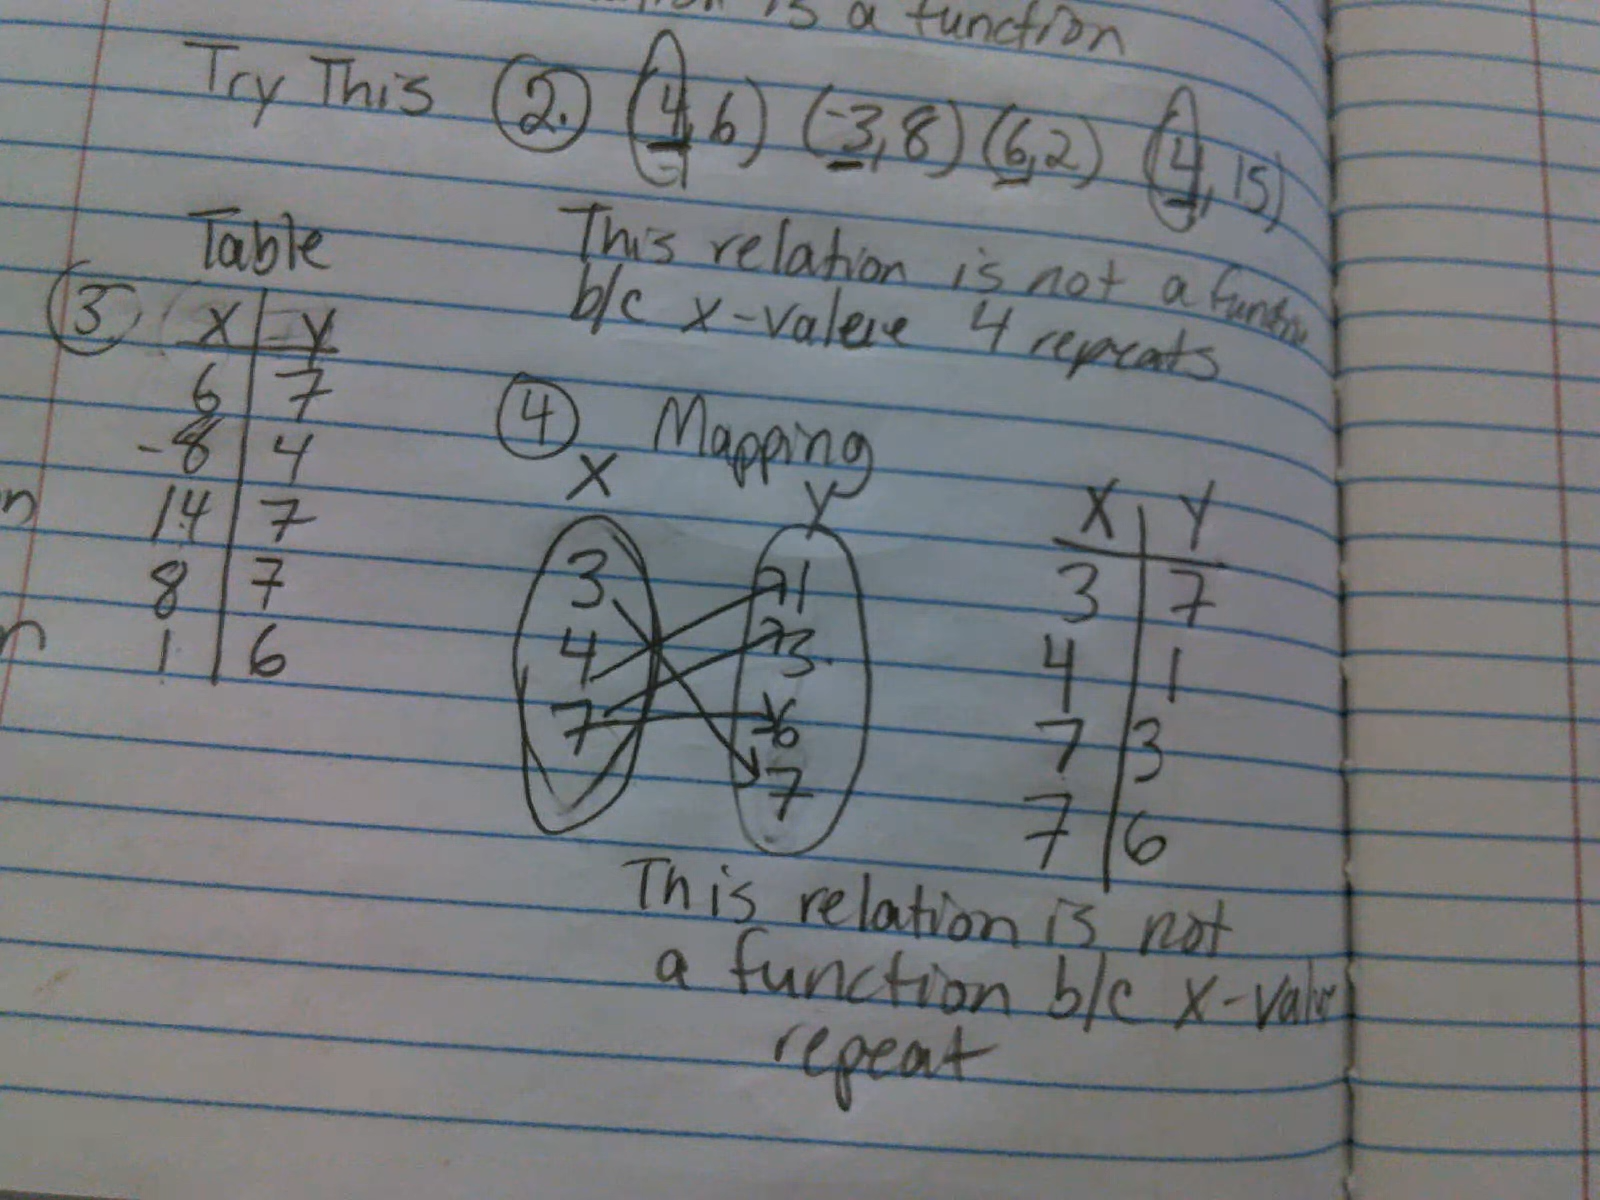 is a function
Try This 2. (4,6) (-3,8) (6,2) (4,15)
This relation is not a
b/c x-valeue 4 repeats
Table
3. X | Y
6 | 7
-8 | 4
14 | 7
8 | 7
1 | 6
4 Mapping
X Y
3 1
4 3
7 6
7
X | Y
3 | 7
4 | 1
7 | 3
7 | 6
This relation is not
a function b/c x-value
repeat